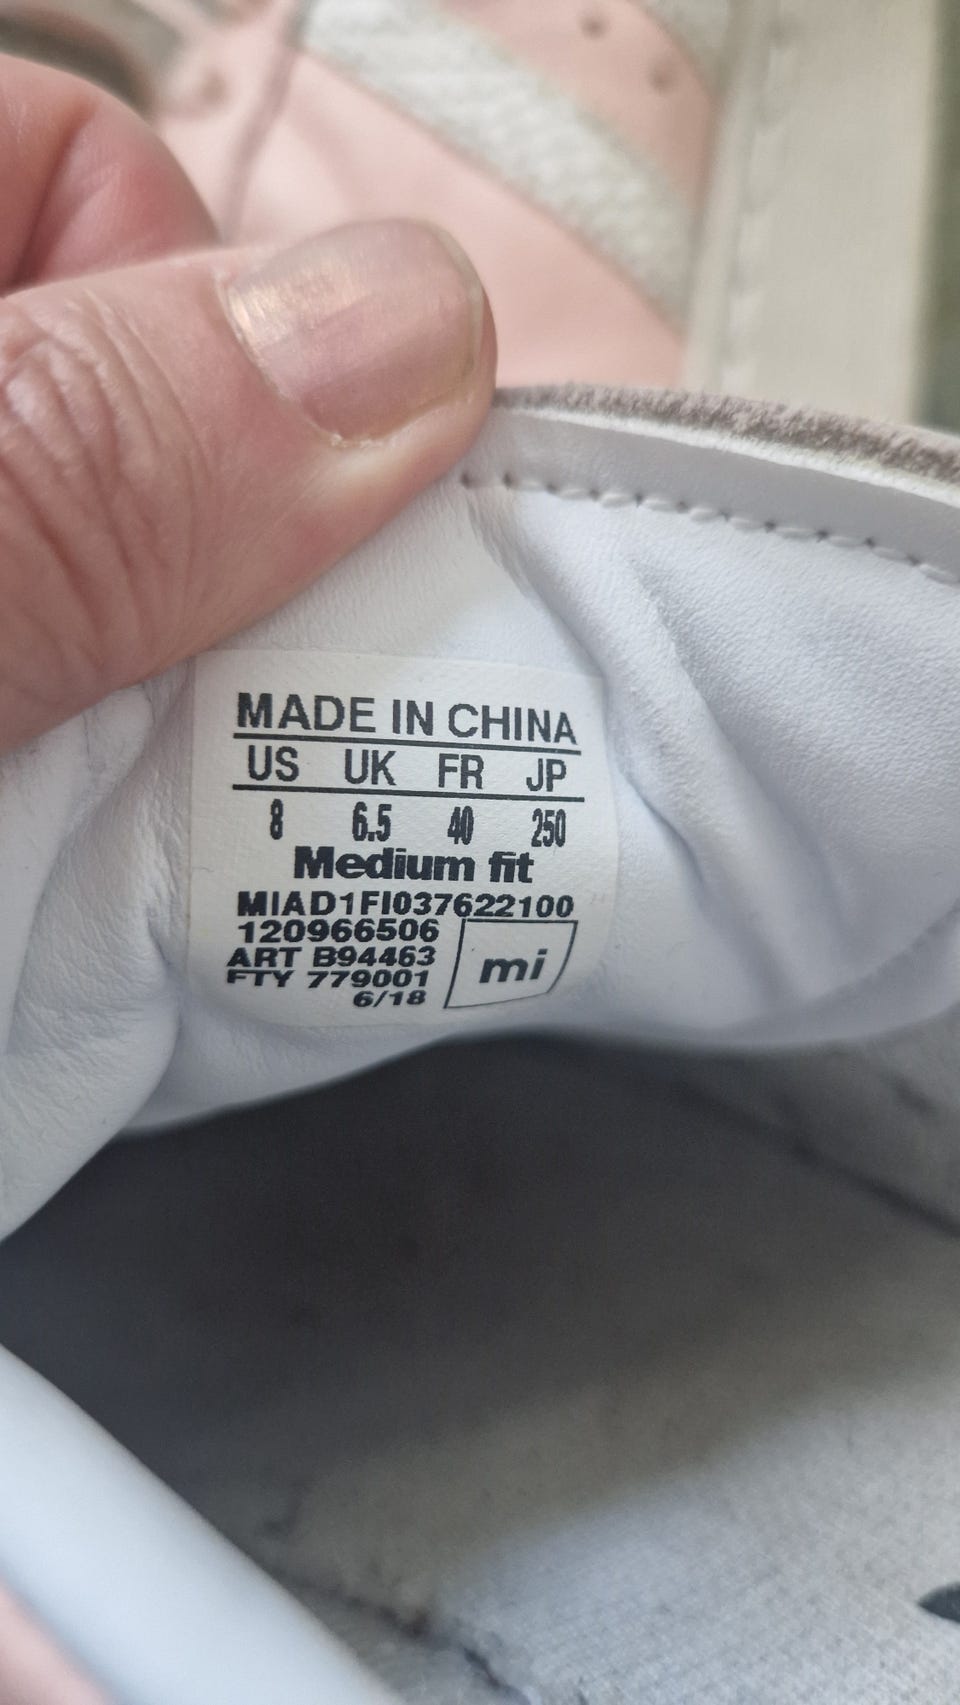 MADE IN CHINA
US UK FR JP
8 6.5 40 250
Medium fit
MIAD1FI037622100
120966506
ART B94463
FTY 779001
6/18
mi